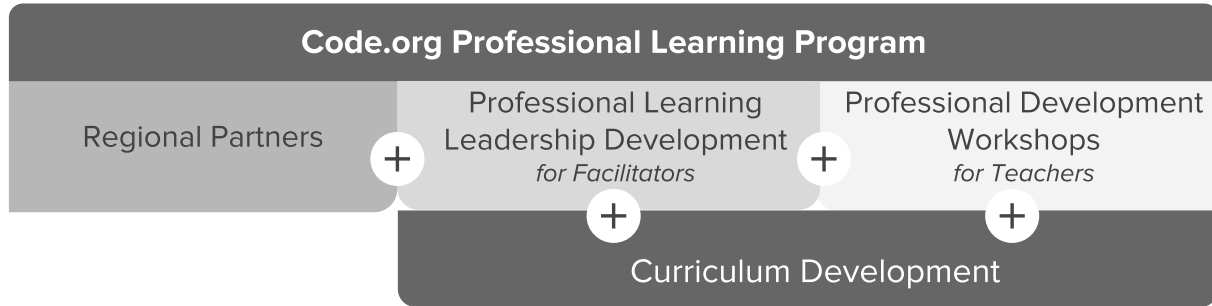 Code.org Professional Learning Program
Regional Partners
+
Professional Learning
Leadership Development
for Facilitators
+
Professional Development
Workshops
for Teachers
+
+
Curriculum Development